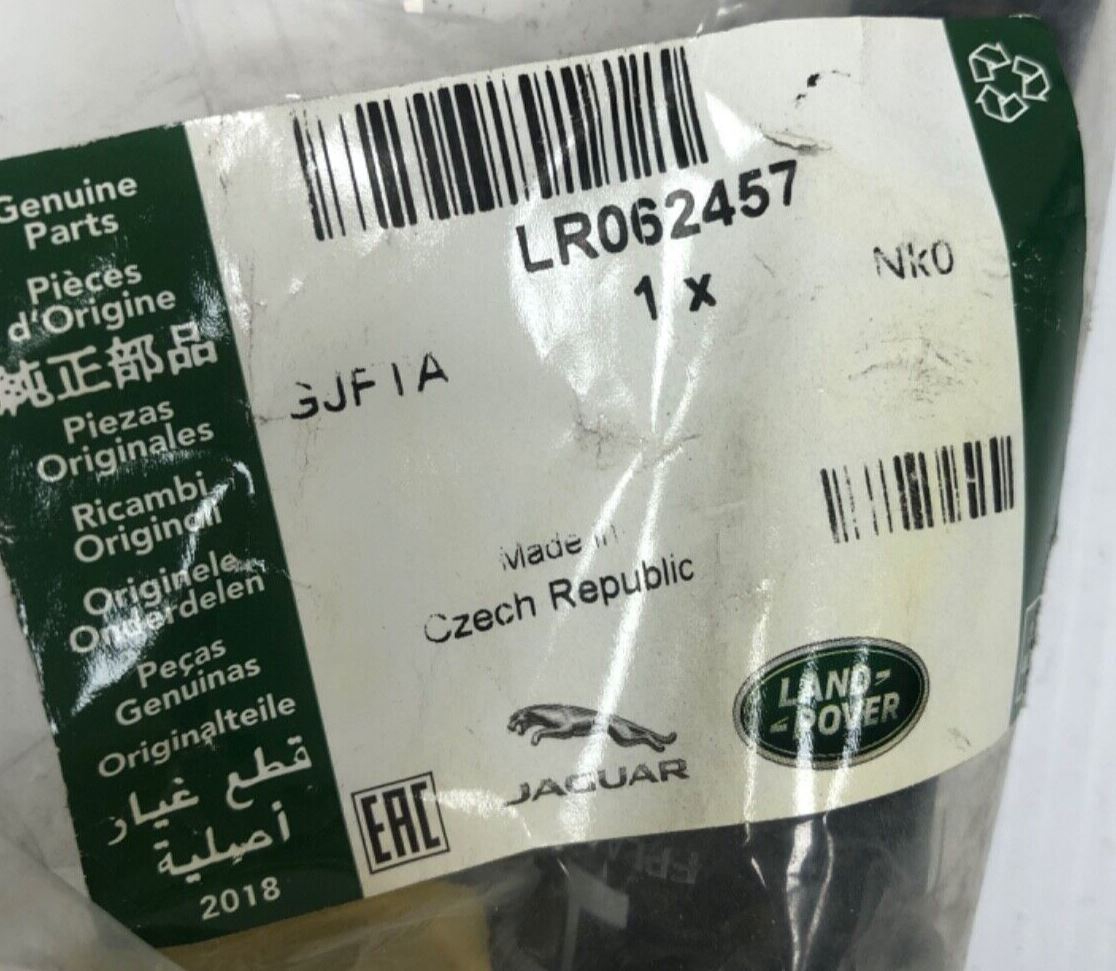 Genuine
Parts
Pièces
d'Origine
純正部品
Piezas
Originales
Ricambi
Originali
Originele
Onderdelen
Peças
Genuinas
Originalteile
قطع غيار
أصلية
2018
LR062457
1 x
Nk0
GJF1A
Made in
Czech Republic
JAGUAR
LAND-
ROVER
EAC